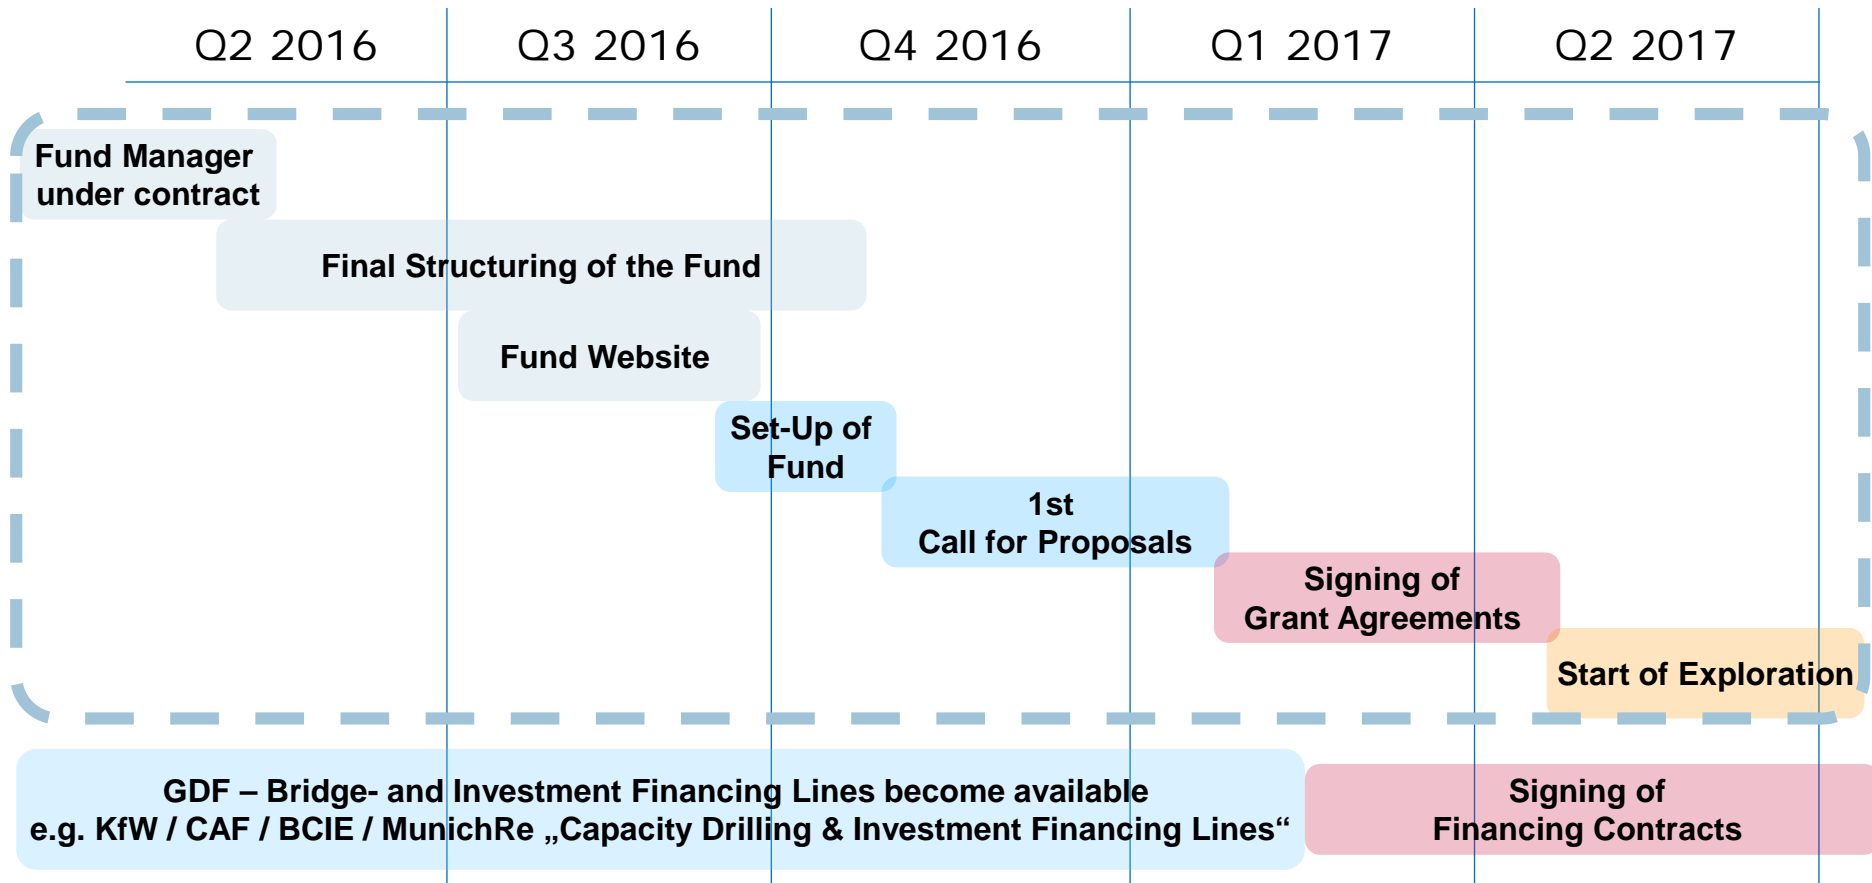 Q2 2016
Q3 2016
Q4 2016
Q1 2017
Q2 2017
Fund Manager
under contract
Final Structuring of the Fund
Fund Website
Set-Up of
Fund
1st
Call for Proposals
Signing of
Grant Agreements
Start of Exploration
GDF – Bridge- and Investment Financing Lines become available
e.g. KfW / CAF / BCIE / MunichRe „Capacity Drilling & Investment Financing Lines“
Signing of
Financing Contracts